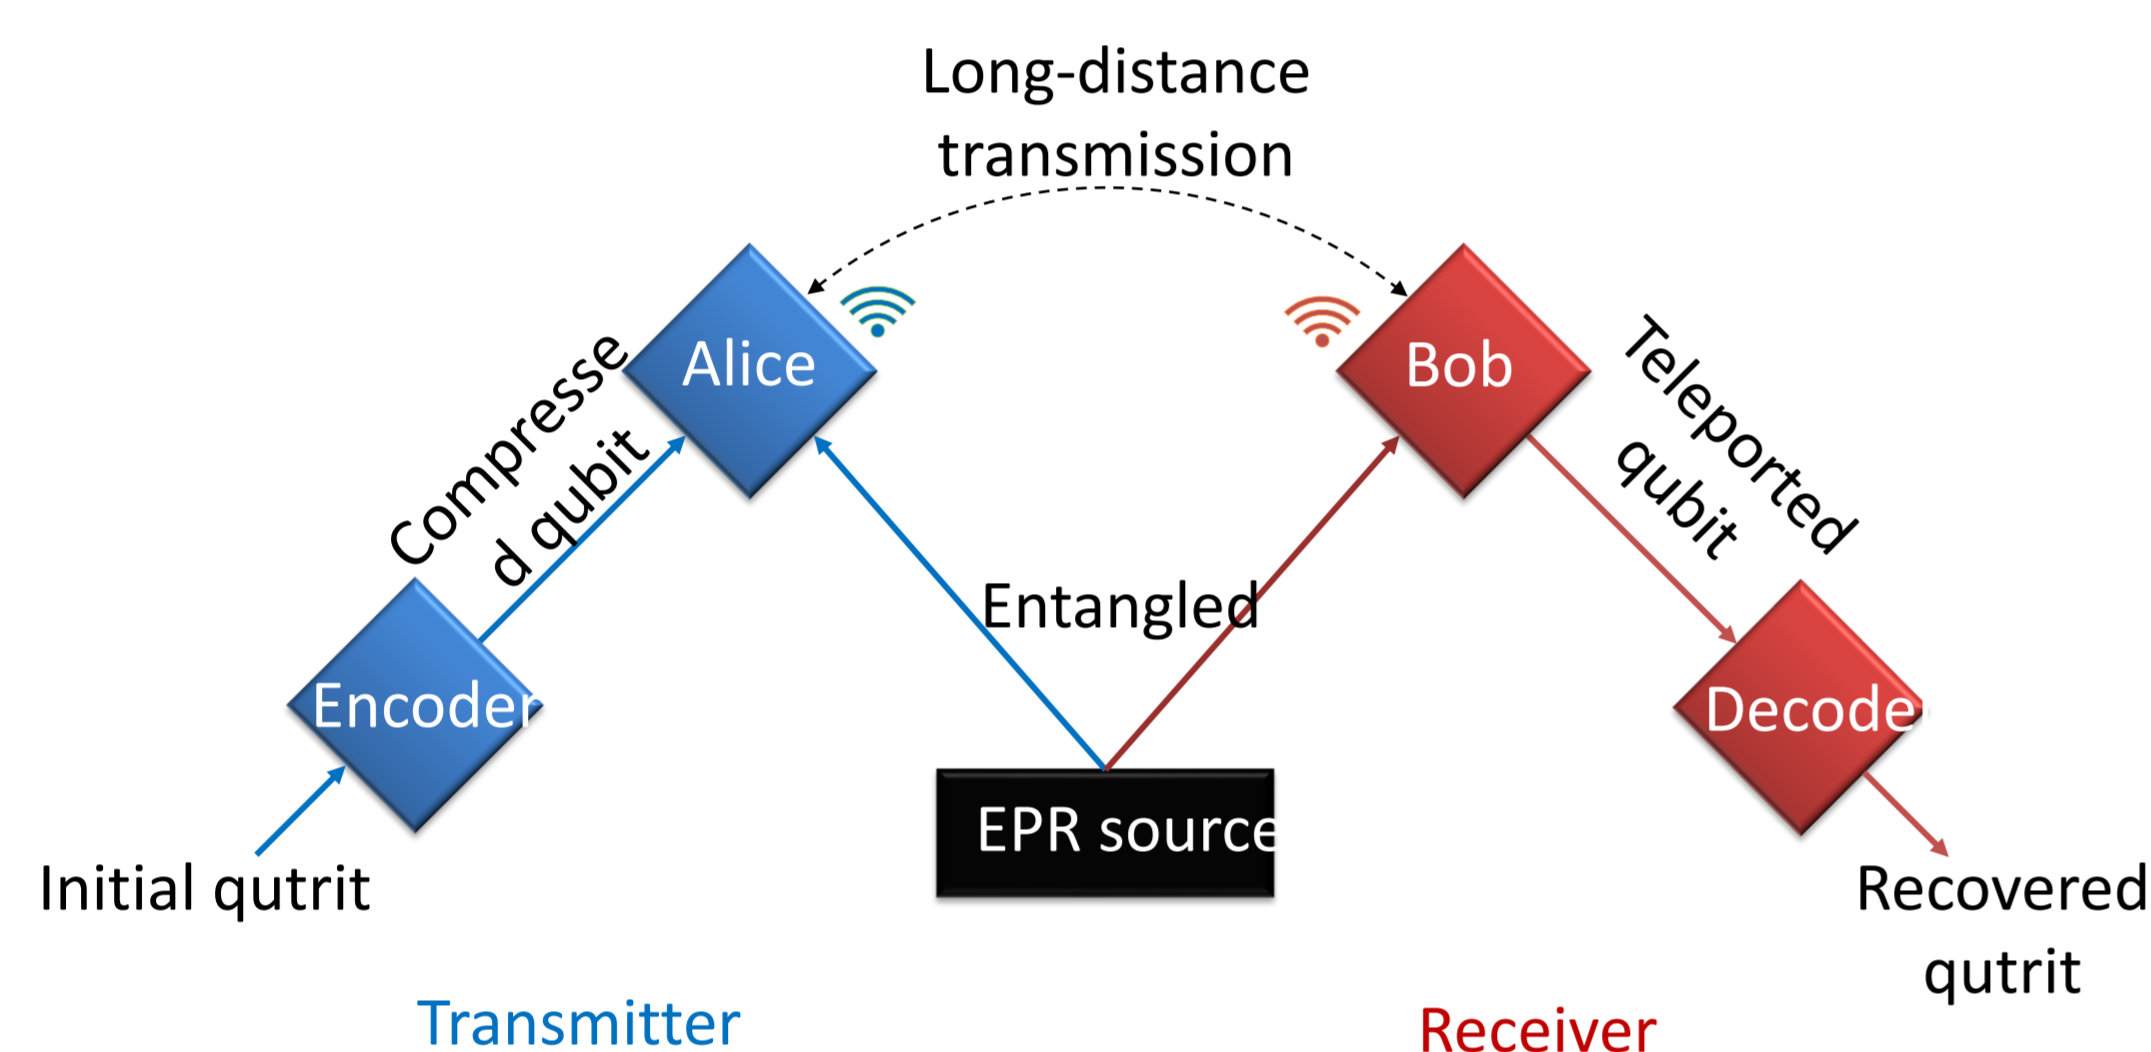 Long-distance
transmission
Alice
Bob
Compresse
d qubit
Teleported
qubit
Entangled
Encoder
Decode
EPR source
Initial qutrit
Recovered
qutrit
Transmitter
Receiver